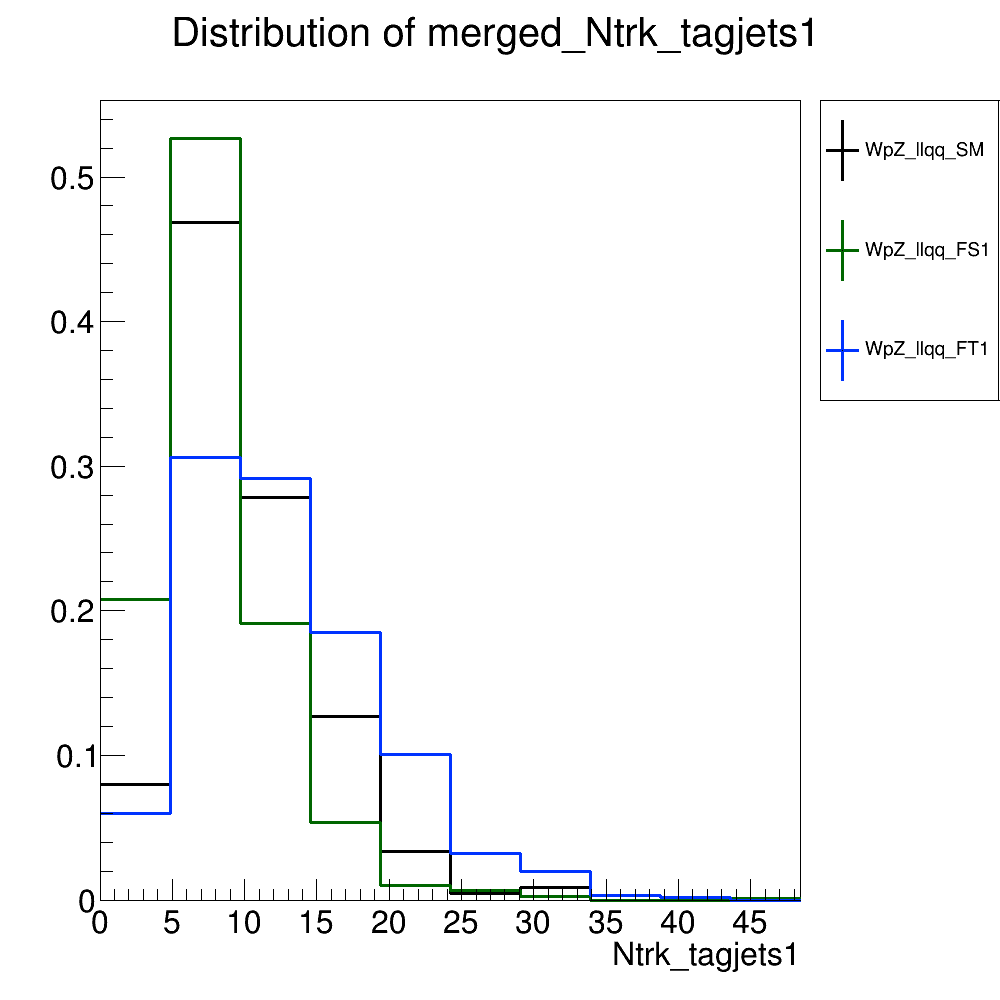 Distribution of merged_Ntrk_tagjets1
WpZ_llqq_SM
WpZ_llqq_FS1
WpZ_llqq_FT1
0.5
0.4
0.3
0.2
0.1
0
0 5 10 15 20 25 30 35 40 45
Ntrk_tagjets1